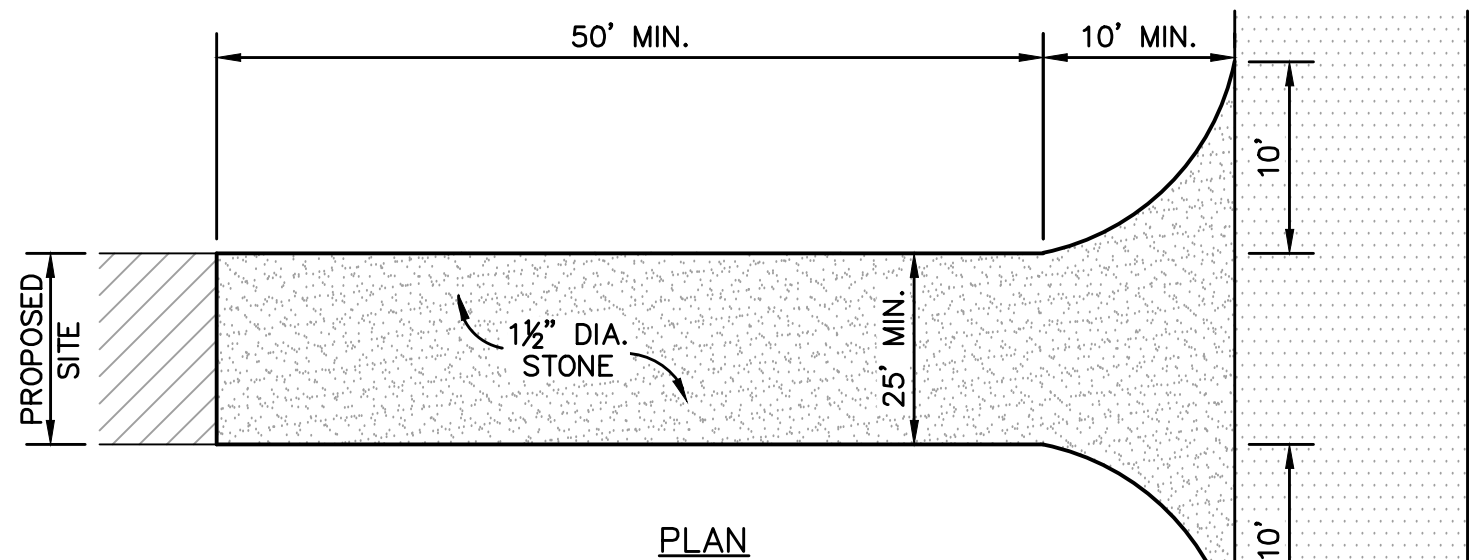 50' MIN.
10' MIN.
10'
PROPOSED
SITE
1½" DIA.
STONE
25' MIN.
10'
PLAN